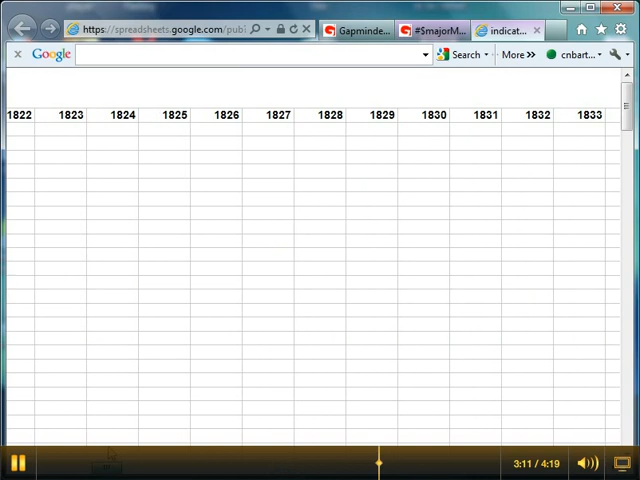 https://spreadsheets.google.com/pub?
Gapminde...
#$majorM...
indicat...
Google
Search
More »
cnbart...
1822 1823 1824 1825 1826 1827 1828 1829 1830 1831 1832 1833
3:11 / 4:19